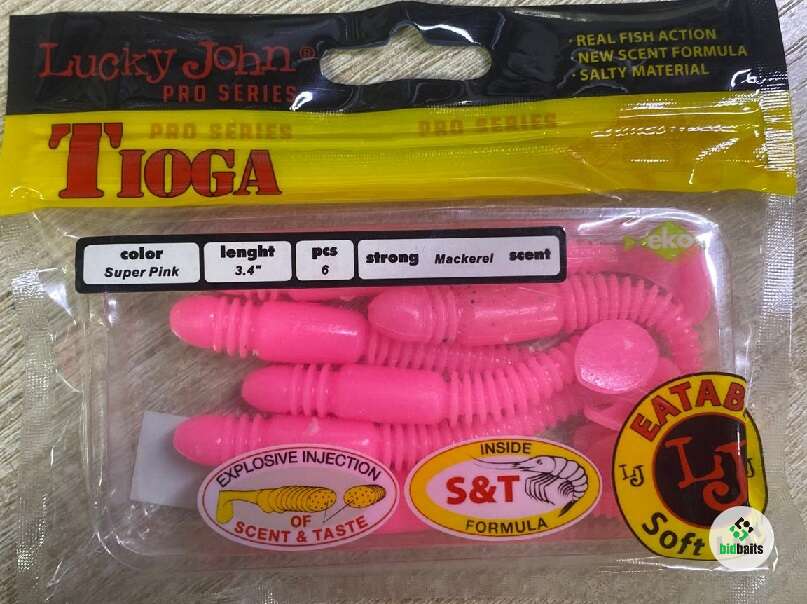 Lucky John®
PRO SERIES
· REAL FISH ACTION
· NEW SCENT FORMULA
· SALTY MATERIAL
PRO SERIES PRO SERIES
TIOGA
color
Super Pink
lenght
3.4"
pcs
6
strong Mackerel scent
eko
EXPLOSIVE INJECTION
OF
SCENT & TASTE
INSIDE
S&T
FORMULA
EATAB
LJ
LJ
LJ
Soft
bidbaits